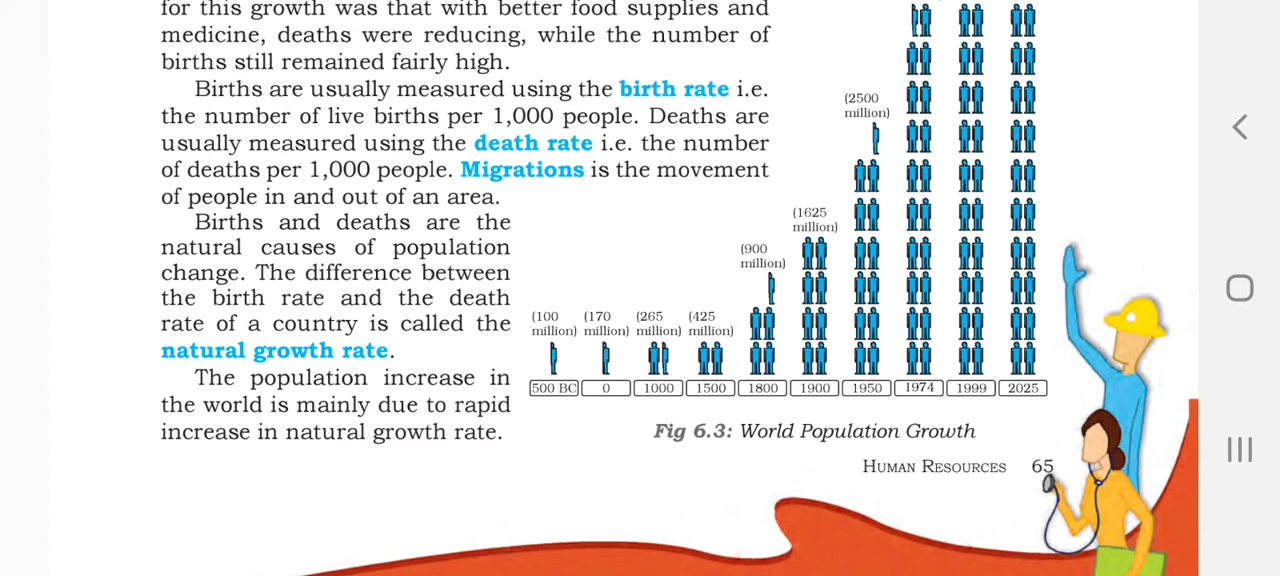 for this growth was that with better food supplies and
medicine, deaths were reducing, while the number of
births still remained fairly high.
Births are usually measured using the birth rate i.e.
the number of live births per 1,000 people. Deaths are
usually measured using the death rate i.e. the number
of deaths per 1,000 people. Migrations is the movement
of people in and out of an area.
Births and deaths are the
natural causes of population
change. The difference between
the birth rate and the death
rate of a country is called the
natural growth rate.
The population increase in
the world is mainly due to rapid
increase in natural growth rate.
(2500
million)
(1625
million)
(900
million)
(100 (170 (265 (425
million) million) million) million)
500 BC 0 1000 1500 1800 1900 1950 1974 1999 2025
Fig 6.3: World Population Growth
HUMAN RESOURCES 65